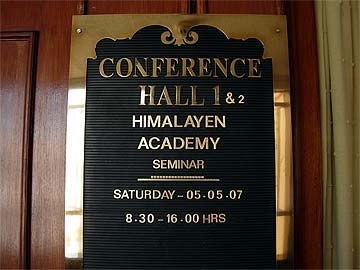 CONFERENCE
HALL 1 & 2
HIMALAYEN
ACADEMY
SEMINAR
SATURDAY - 05.05.07
8.30 - 16.00 HRS